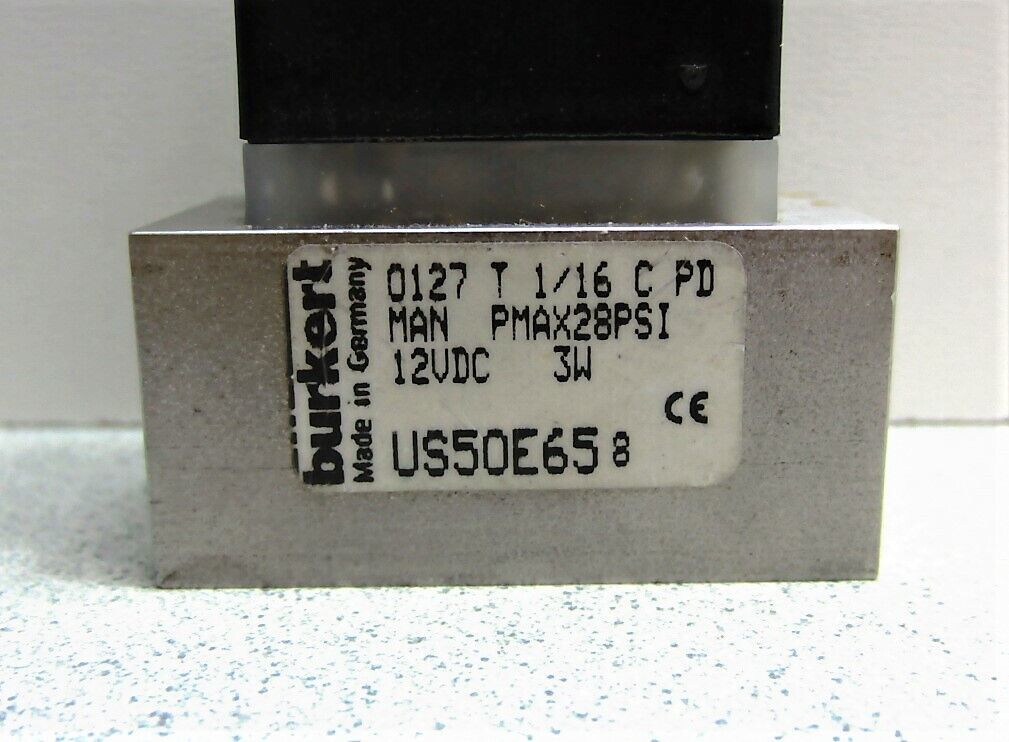 burkert
Made in Germany
0127 T 1/16 C PD
MAN PMAX28PSI
12VDC 3W
CE
US50E65 8